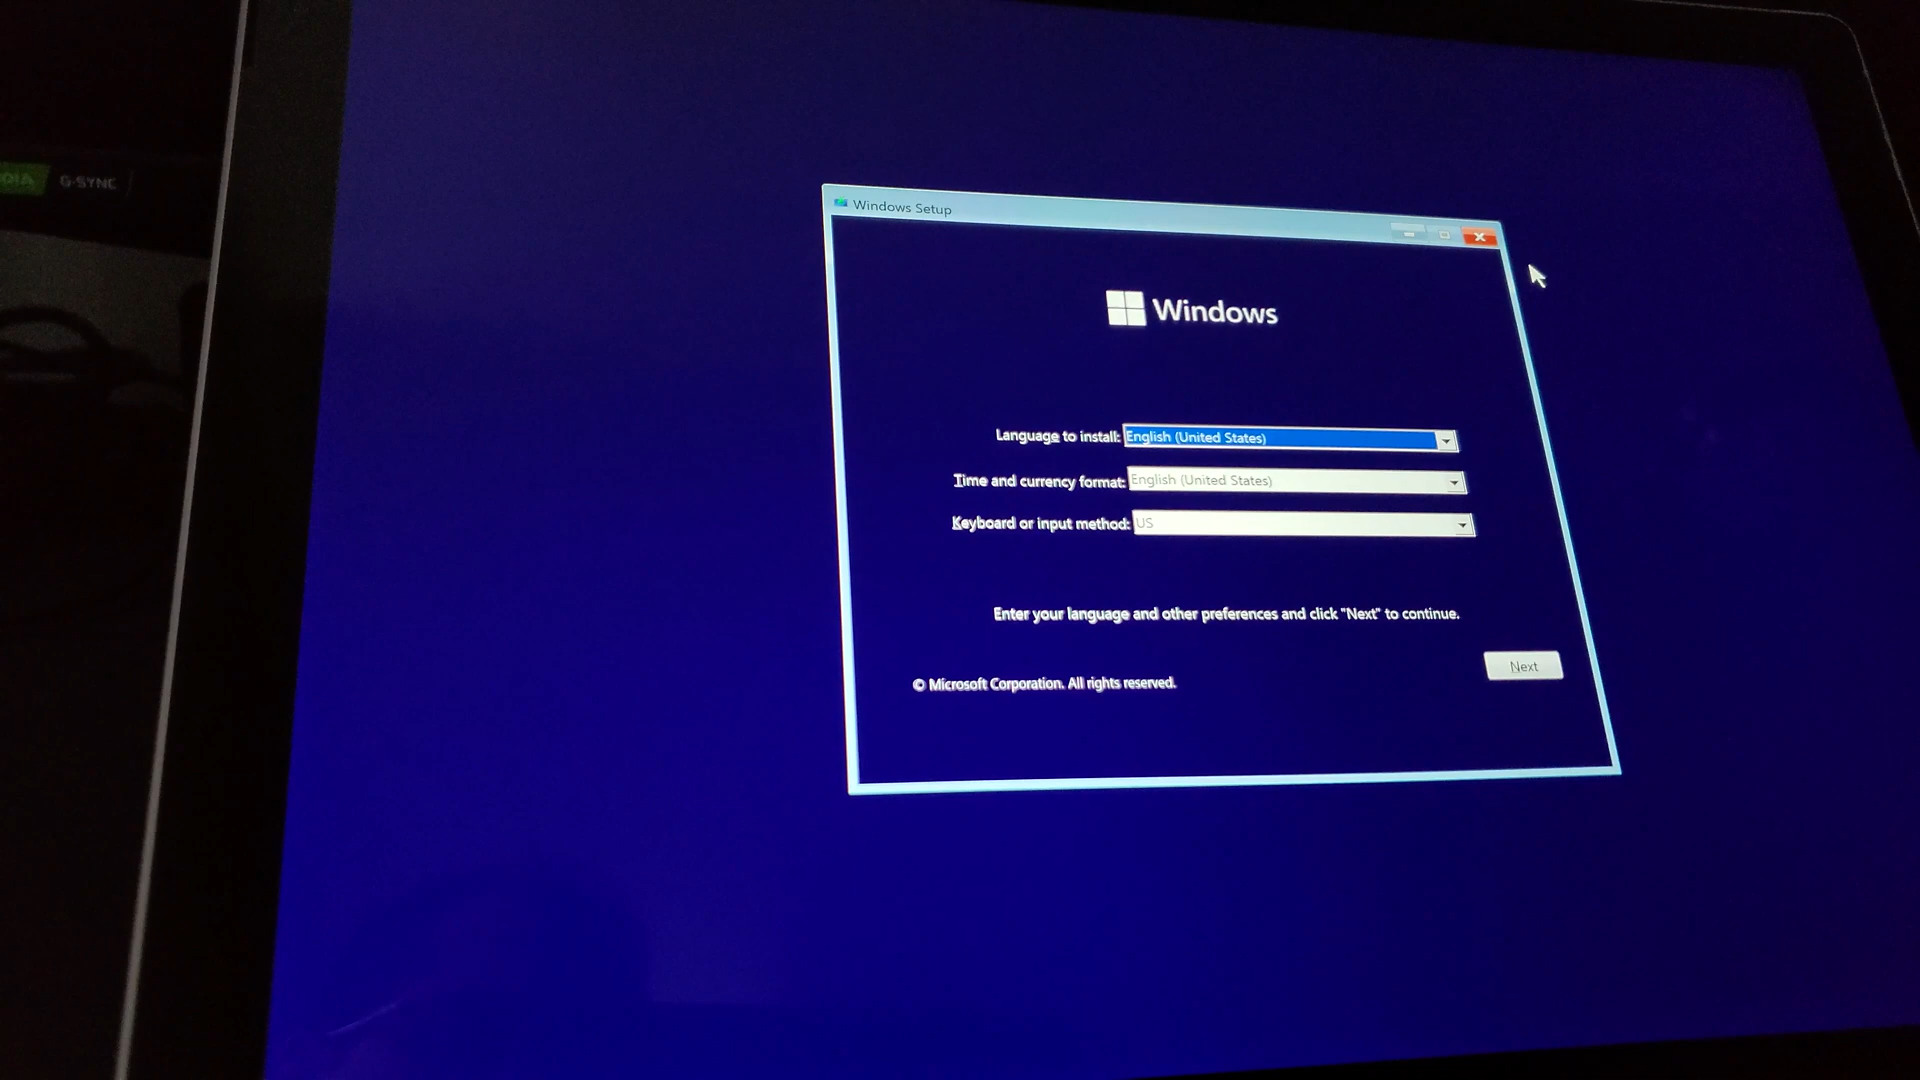 G-SYNC
Windows Setup
Windows
Language to install: English (United States)
Time and currency format: English (United States)
Keyboard or input method: US
Enter your language and other preferences and click "Next" to continue.
Next
© Microsoft Corporation. All rights reserved.